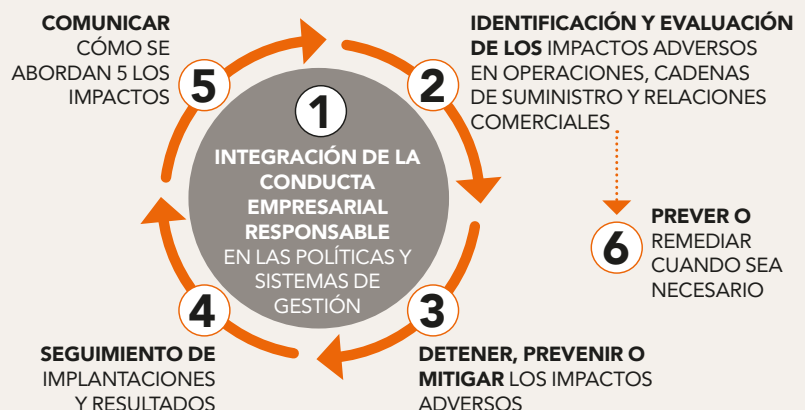 1
INTEGRACIÓN DE LA
CONDUCTA
EMPRESARIAL
RESPONSABLE
EN LAS POLÍTICAS Y
SISTEMAS DE
GESTIÓN
2
IDENTIFICACIÓN Y EVALUACIÓN
DE LOS IMPACTOS ADVERSOS
EN OPERACIONES, CADENAS
DE SUMINISTRO Y RELACIONES
COMERCIALES
3
DETENER, PREVENIR O
MITIGAR LOS IMPACTOS
ADVERSOS
4
SEGUIMIENTO DE
IMPLANTACIONES
Y RESULTADOS
5
COMUNICAR
CÓMO SE
ABORDAN 5 LOS
IMPACTOS
6
PREVER O
REMEDIAR
CUANDO SEA
NECESARIO